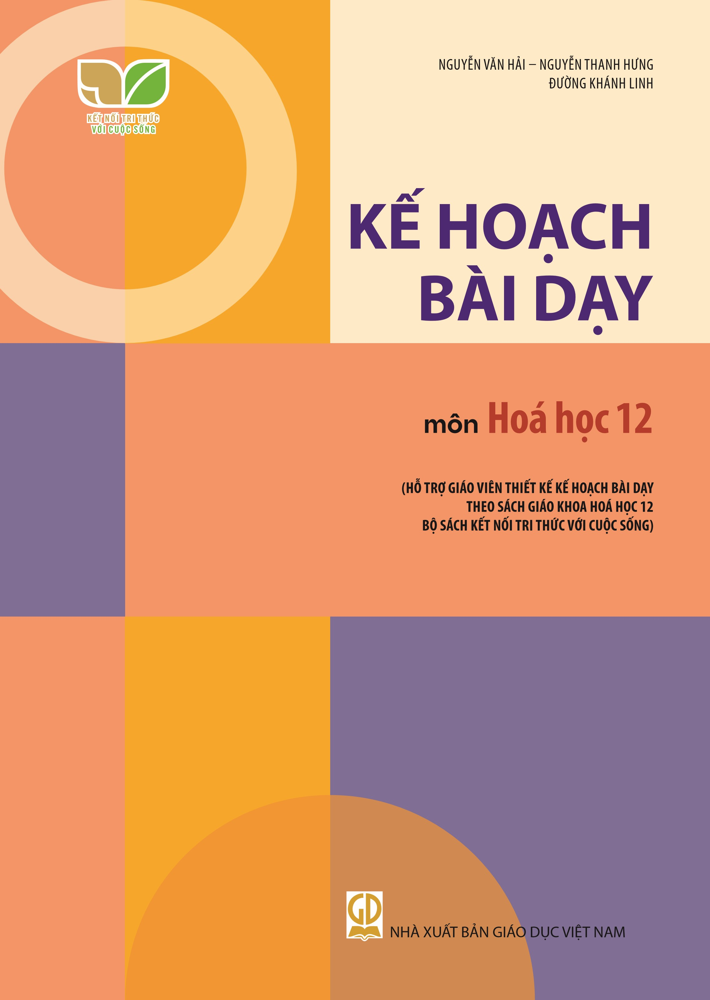 NGUYỄN VĂN HẢI – NGUYỄN THANH HƯNG
ĐƯỜNG KHÁNH LINH
KẾT NỐI TRI THỨC
VỚI CUỘC SỐNG
KẾ HOẠCH
BÀI DẠY
môn Hoá học 12
(HỖ TRỢ GIÁO VIÊN THIẾT KẾ KẾ HOẠCH BÀI DẠY
THEO SÁCH GIÁO KHOA HOÁ HỌC 12
BỘ SÁCH KẾT NỐI TRI THỨC VỚI CUỘC SỐNG)
GD
NHÀ XUẤT BẢN GIÁO DỤC VIỆT NAM